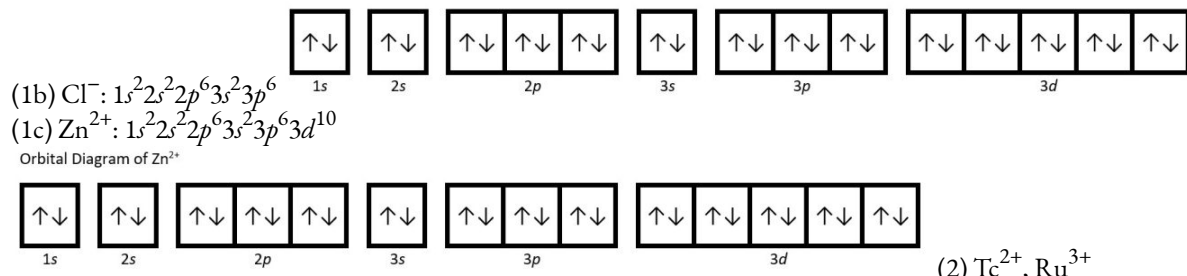 ↑↓ ↑↓ ↑↓ ↑↓ ↑↓ ↑↓ ↑↓ ↑↓ ↑↓ ↑↓ ↑↓ ↑↓ ↑↓ ↑↓
1s 2s 2p 3s 3p 3d
(1b) Cl⁻: 1s²2s²2p⁶3s²3p⁶
(1c) Zn²⁺: 1s²2s²2p⁶3s²3p⁶3d¹⁰
Orbital Diagram of Zn²⁺
↑↓ ↑↓ ↑↓ ↑↓ ↑↓ ↑↓ ↑↓ ↑↓ ↑↓ ↑↓ ↑↓ ↑↓ ↑↓ ↑↓
1s 2s 2p 3s 3p 3d
(2) Tc²⁺, Ru³⁺